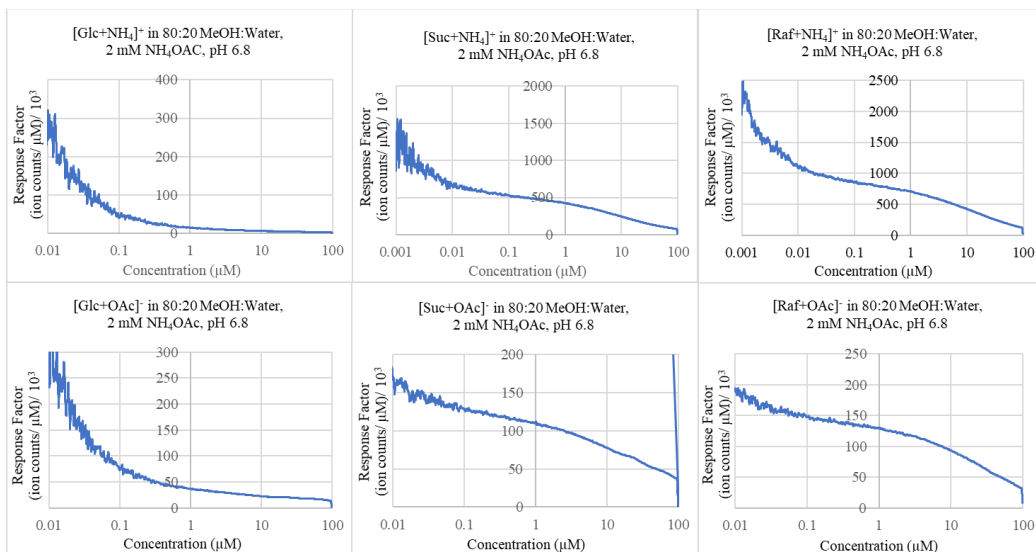 [Glc+NH₄]⁺ in 80:20 MeOH:Water,
2 mM NH₄OAC, pH 6.8
Response Factor
(ion counts/ µM)/ 10³
400
300
200
100
0
0.01 0.1 1 10 100
Concentration (µM)
[Suc+NH₄]⁺ in 80:20 MeOH:Water,
2 mM NH₄OAc, pH 6.8
Response Factor
(ion counts/ µM)/ 10³
2000
1500
1000
500
0
0.001 0.01 0.1 1 10 100
Concentration (µM)
[Raf+NH₄]⁺ in 80:20 MeOH:Water,
2 mM NH₄OAc, pH 6.8
Response Factor
(ion counts/ µM)/ 10³
2500
2000
1500
1000
500
0
0.001 0.01 0.1 1 10 100
Concentration (µM)
[Glc+OAc]⁻ in 80:20 MeOH:Water,
2 mM NH₄OAc, pH 6.8
Response Factor
(ion counts/ µM)/ 10³
300
250
200
150
100
50
0
0.01 0.1 1 10 100
Concentration (µM)
[Suc+OAc]⁻ in 80:20 MeOH:Water,
2 mM NH₄OAc, pH 6.8
Response Factor
(ion counts/ µM)/ 10³
200
150
100
50
0
0.01 0.1 1 10 100
Concentration (µM)
[Raf+OAc]⁻ in 80:20 MeOH:Water,
2 mM NH₄OAc, pH 6.8
Response Factor
(ion counts/ µM)/ 10³
250
200
150
100
50
0
0.01 0.1 1 10 100
Concentration (µM)